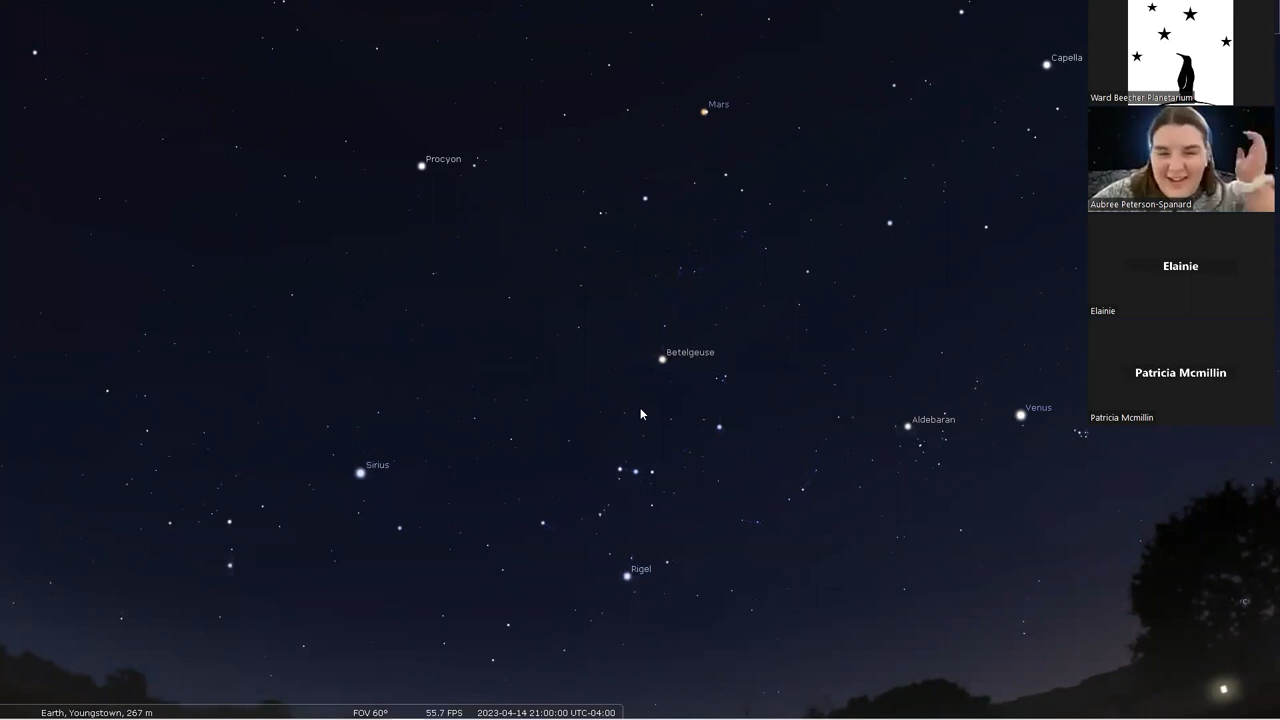 Capella
Mars
Ward Beecher Planetarium
Procyon
Aubree Peterson-Spanard
Elainie
Elainie
Betelgeuse
Patricia Mcmillin
Venus
Aldebaran
Patricia Mcmillin
Sirius
Rigel
Earth, Youngstown, 267 m FOV 60° 55.7 FPS 2023-04-14 21:00:00 UTC-04:00